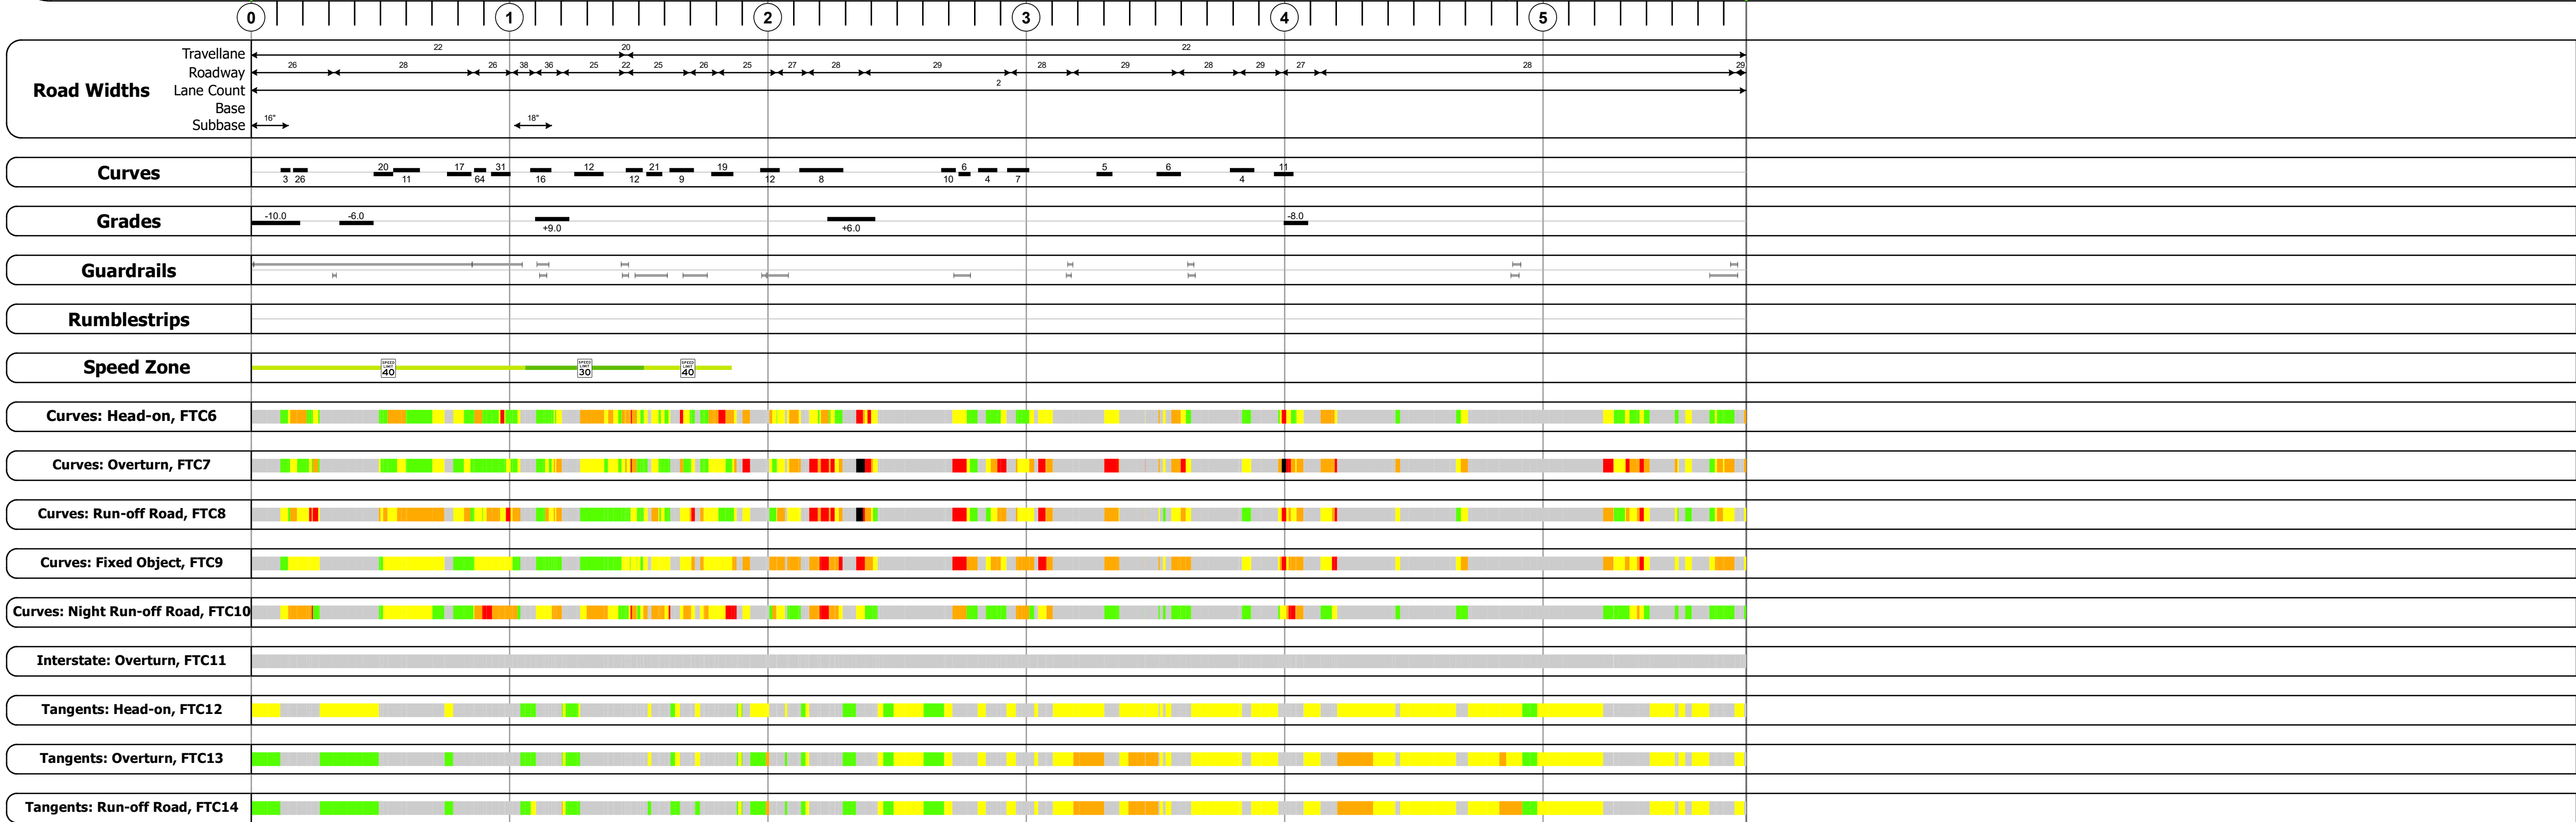 0 1 2 3 4 5
Road Widths
Travellane 22 20 22
Roadway 26 28 26 38 36 25 22 25 26 25 27 28 29 28 29 28 29 27 28 29
Lane Count 2
Base
Subbase 16" 18"
Curves
20 17 31 12 21 19 6 5 6 11
3 26 11 64 16 12 9 12 8 10 4 7 4
Grades
-10.0 -6.0 -8.0
+9.0 +6.0
Guardrails
Rumblestrips
Speed Zone
SPEED LIMIT 40 SPEED LIMIT 30 SPEED LIMIT 40
Curves: Head-on, FTC6
Curves: Overturn, FTC7
Curves: Run-off Road, FTC8
Curves: Fixed Object, FTC9
Curves: Night Run-off Road, FTC10
Interstate: Overturn, FTC11
Tangents: Head-on, FTC12
Tangents: Overturn, FTC13
Tangents: Run-off Road, FTC14